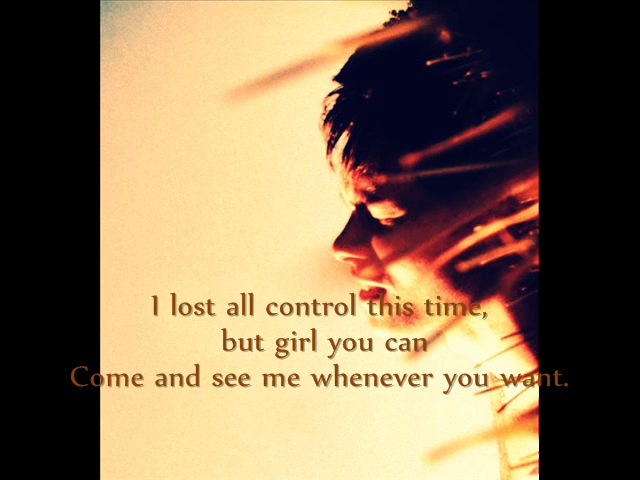 I lost all control this time,
but girl you can
Come and see me whenever you want.